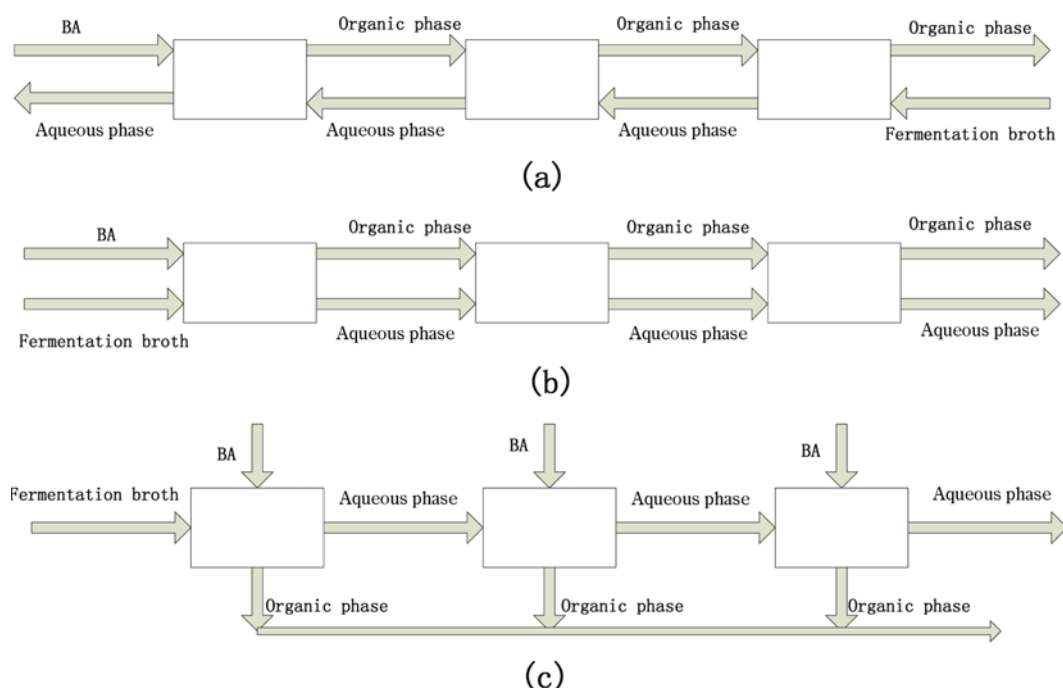 BA
Organic phase
Organic phase
Organic phase
Aqueous phase
Aqueous phase
Aqueous phase
Fermentation broth
(a)
BA
Organic phase
Organic phase
Organic phase
Fermentation broth
Aqueous phase
Aqueous phase
Aqueous phase
(b)
BA
BA
BA
Fermentation broth
Aqueous phase
Aqueous phase
Aqueous phase
Organic phase
Organic phase
Organic phase
(c)